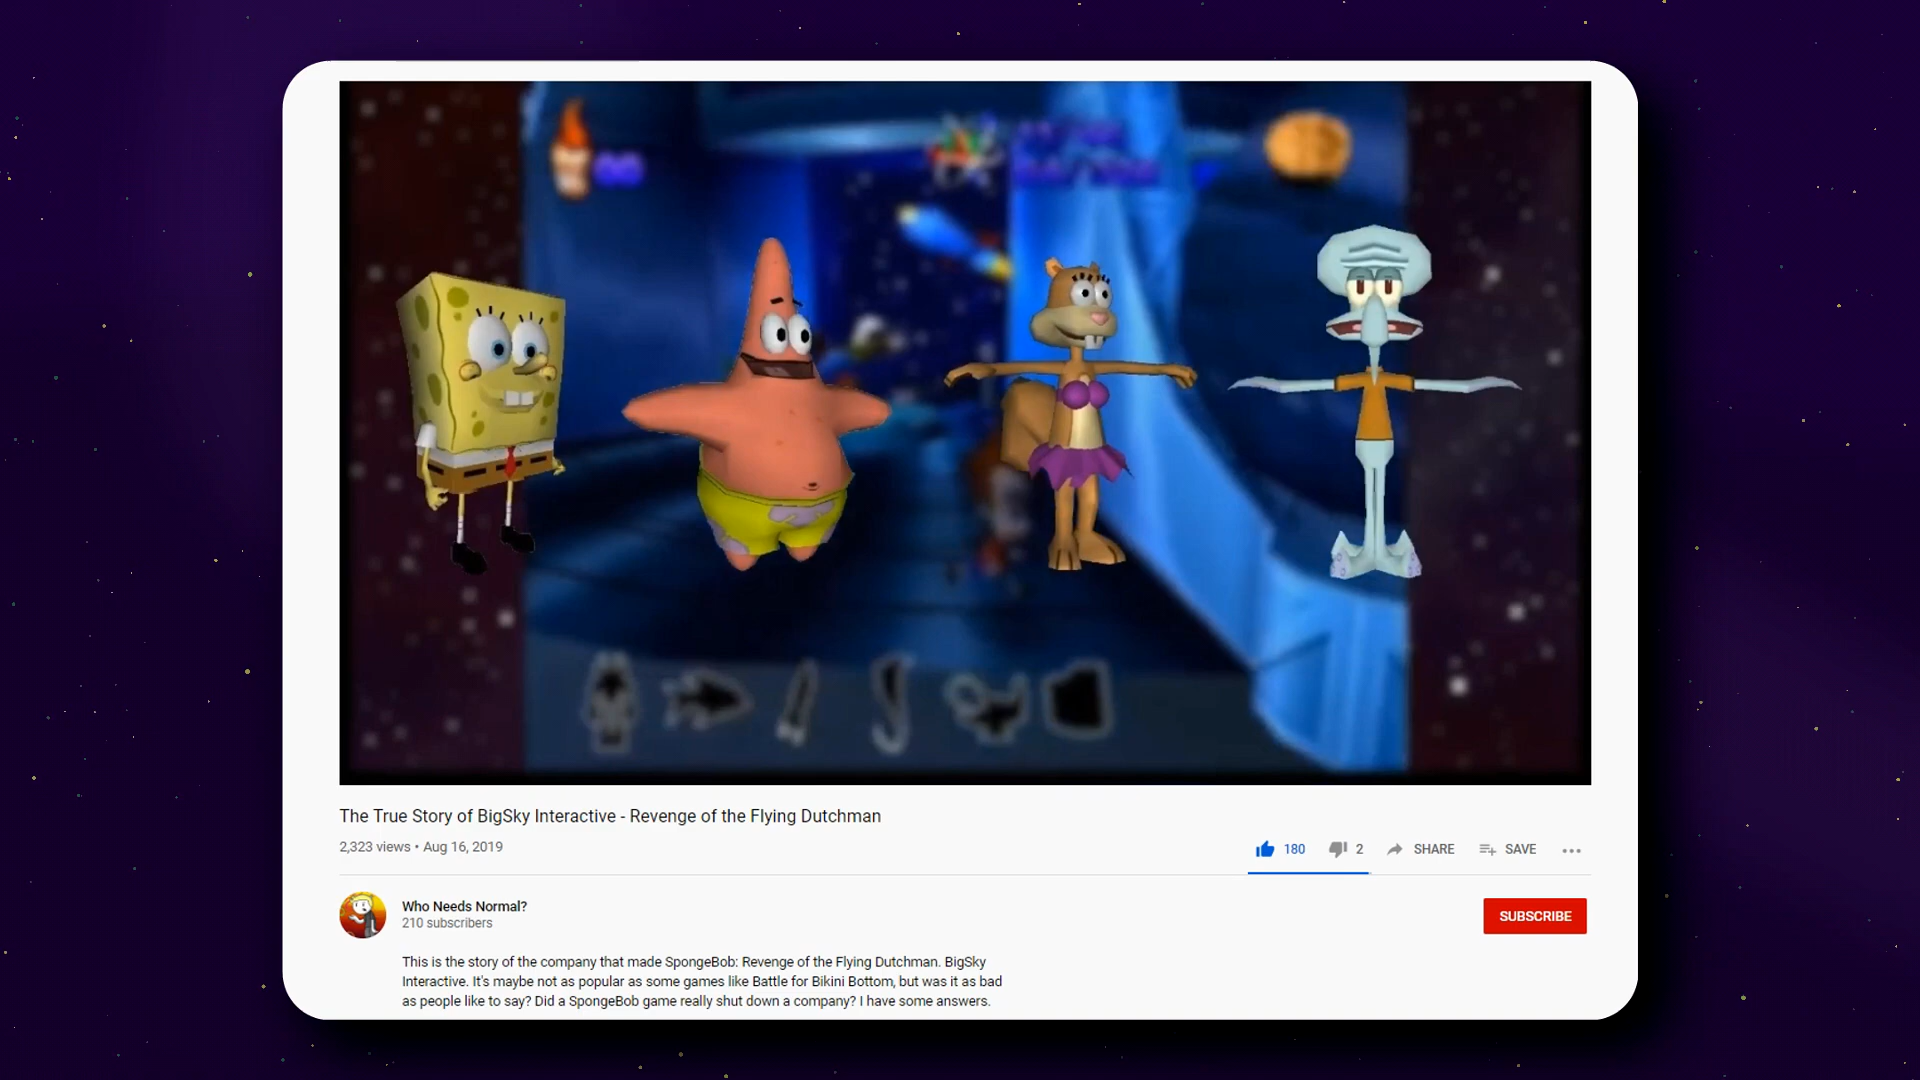 The True Story of BigSky Interactive - Revenge of the Flying Dutchman
2,323 views • Aug 16, 2019
180
2
SHARE
SAVE
Who Needs Normal?
210 subscribers
SUBSCRIBE
This is the story of the company that made SpongeBob: Revenge of the Flying Dutchman. BigSky
Interactive. It's maybe not as popular as some games like Battle for Bikini Bottom, but was it as bad
as people like to say? Did a SpongeBob game really shut down a company? I have some answers.